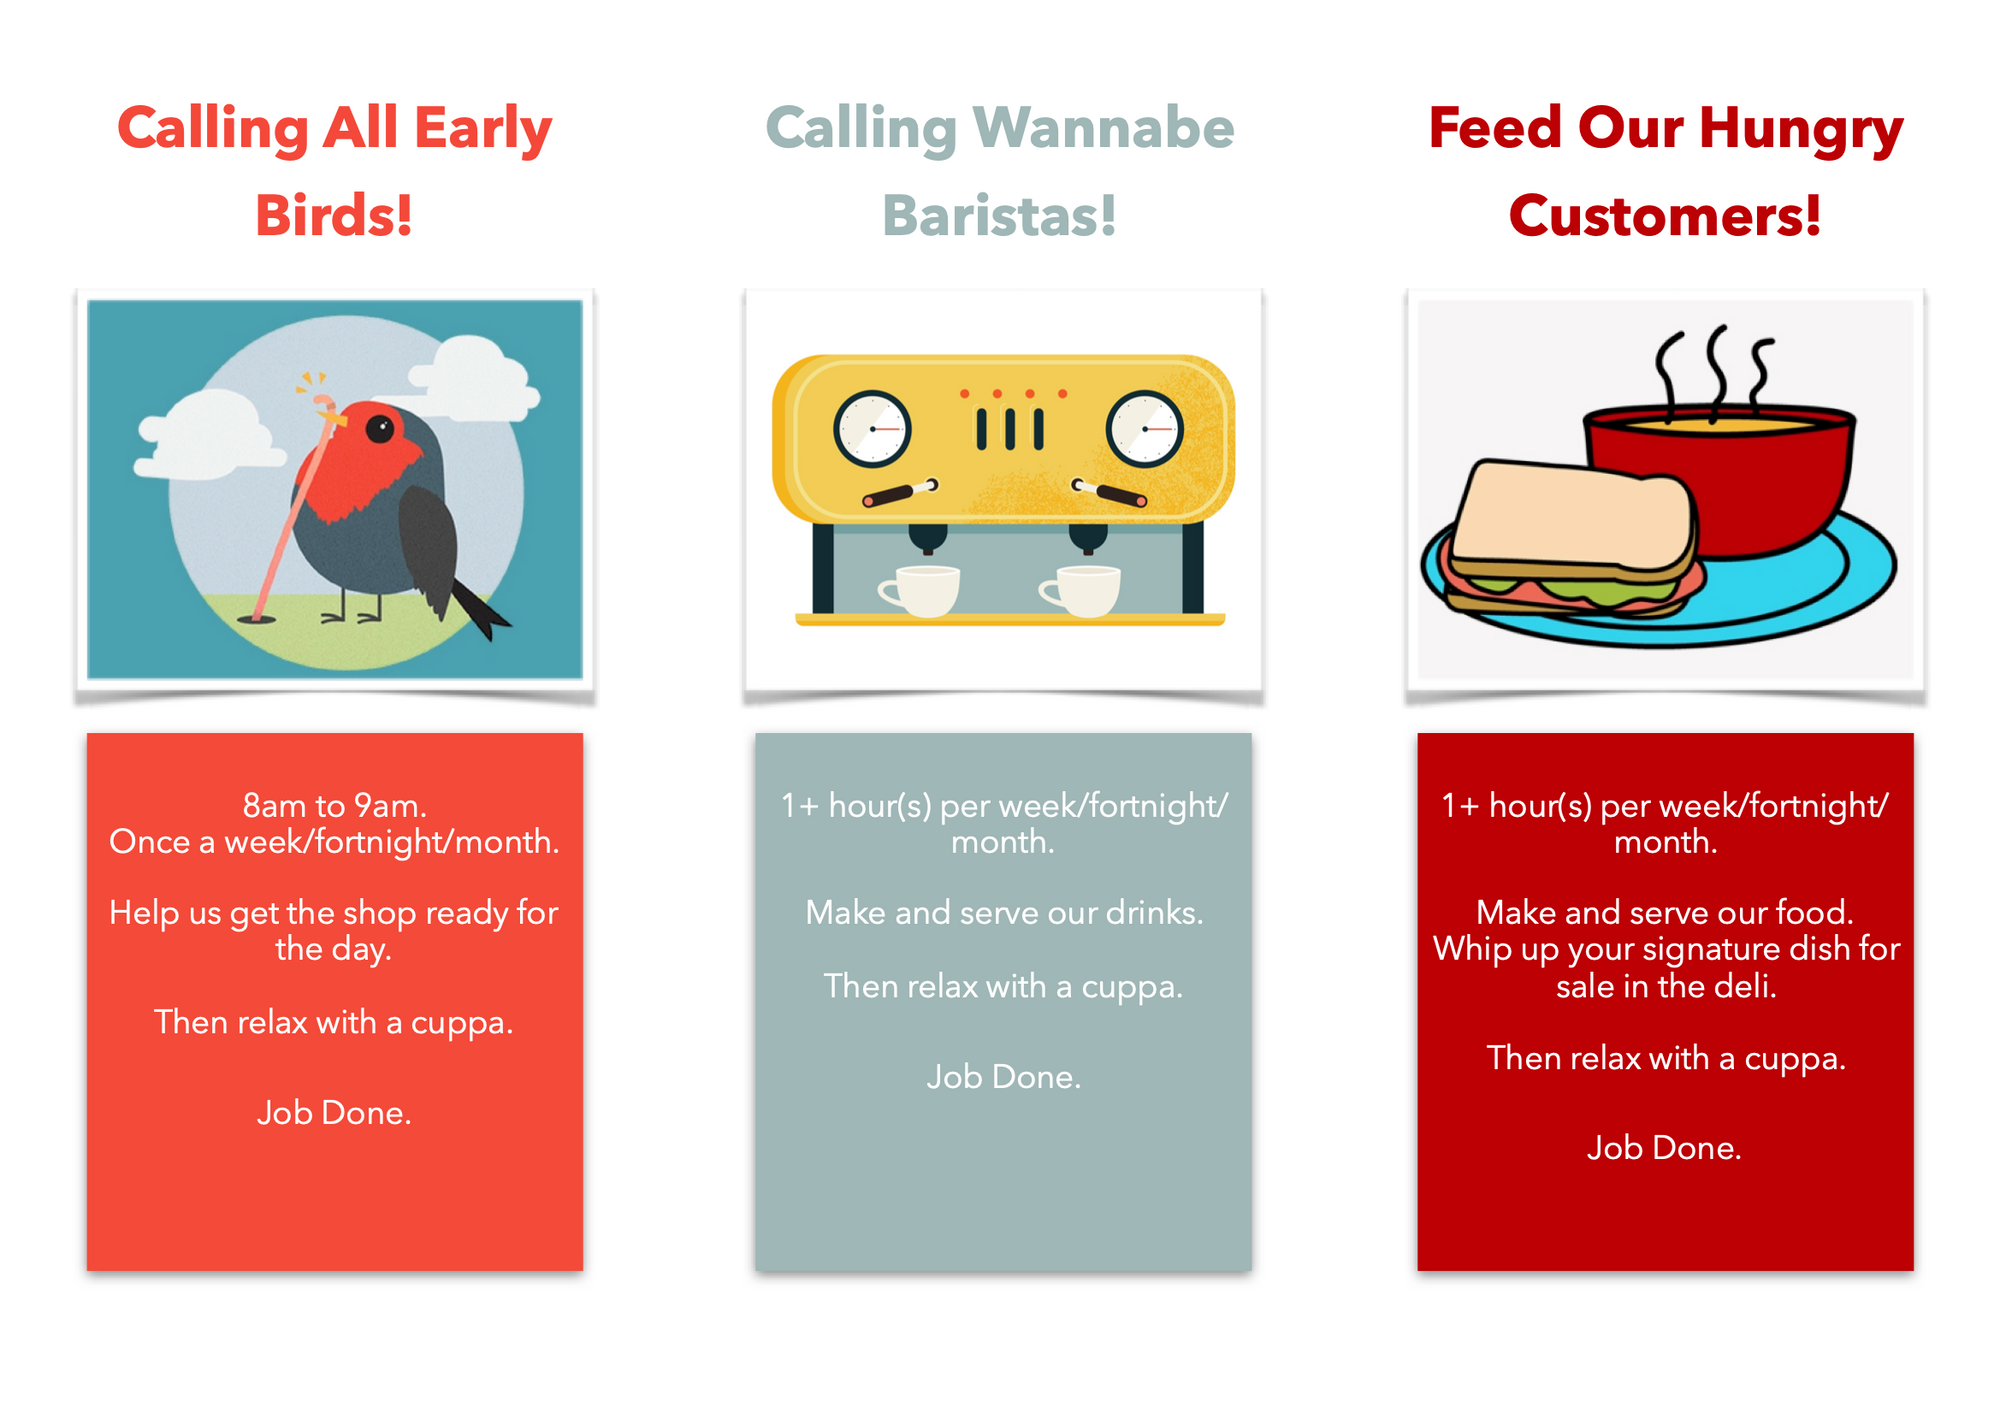 Calling All Early
Birds!
8am to 9am.
Once a week/fortnight/month.
Help us get the shop ready for
the day.
Then relax with a cuppa.
Job Done.
Calling Wannabe
Baristas!
1+ hour(s) per week/fortnight/
month.
Make and serve our drinks.
Then relax with a cuppa.
Job Done.
Feed Our Hungry
Customers!
1+ hour(s) per week/fortnight/
month.
Make and serve our food.
Whip up your signature dish for
sale in the deli.
Then relax with a cuppa.
Job Done.